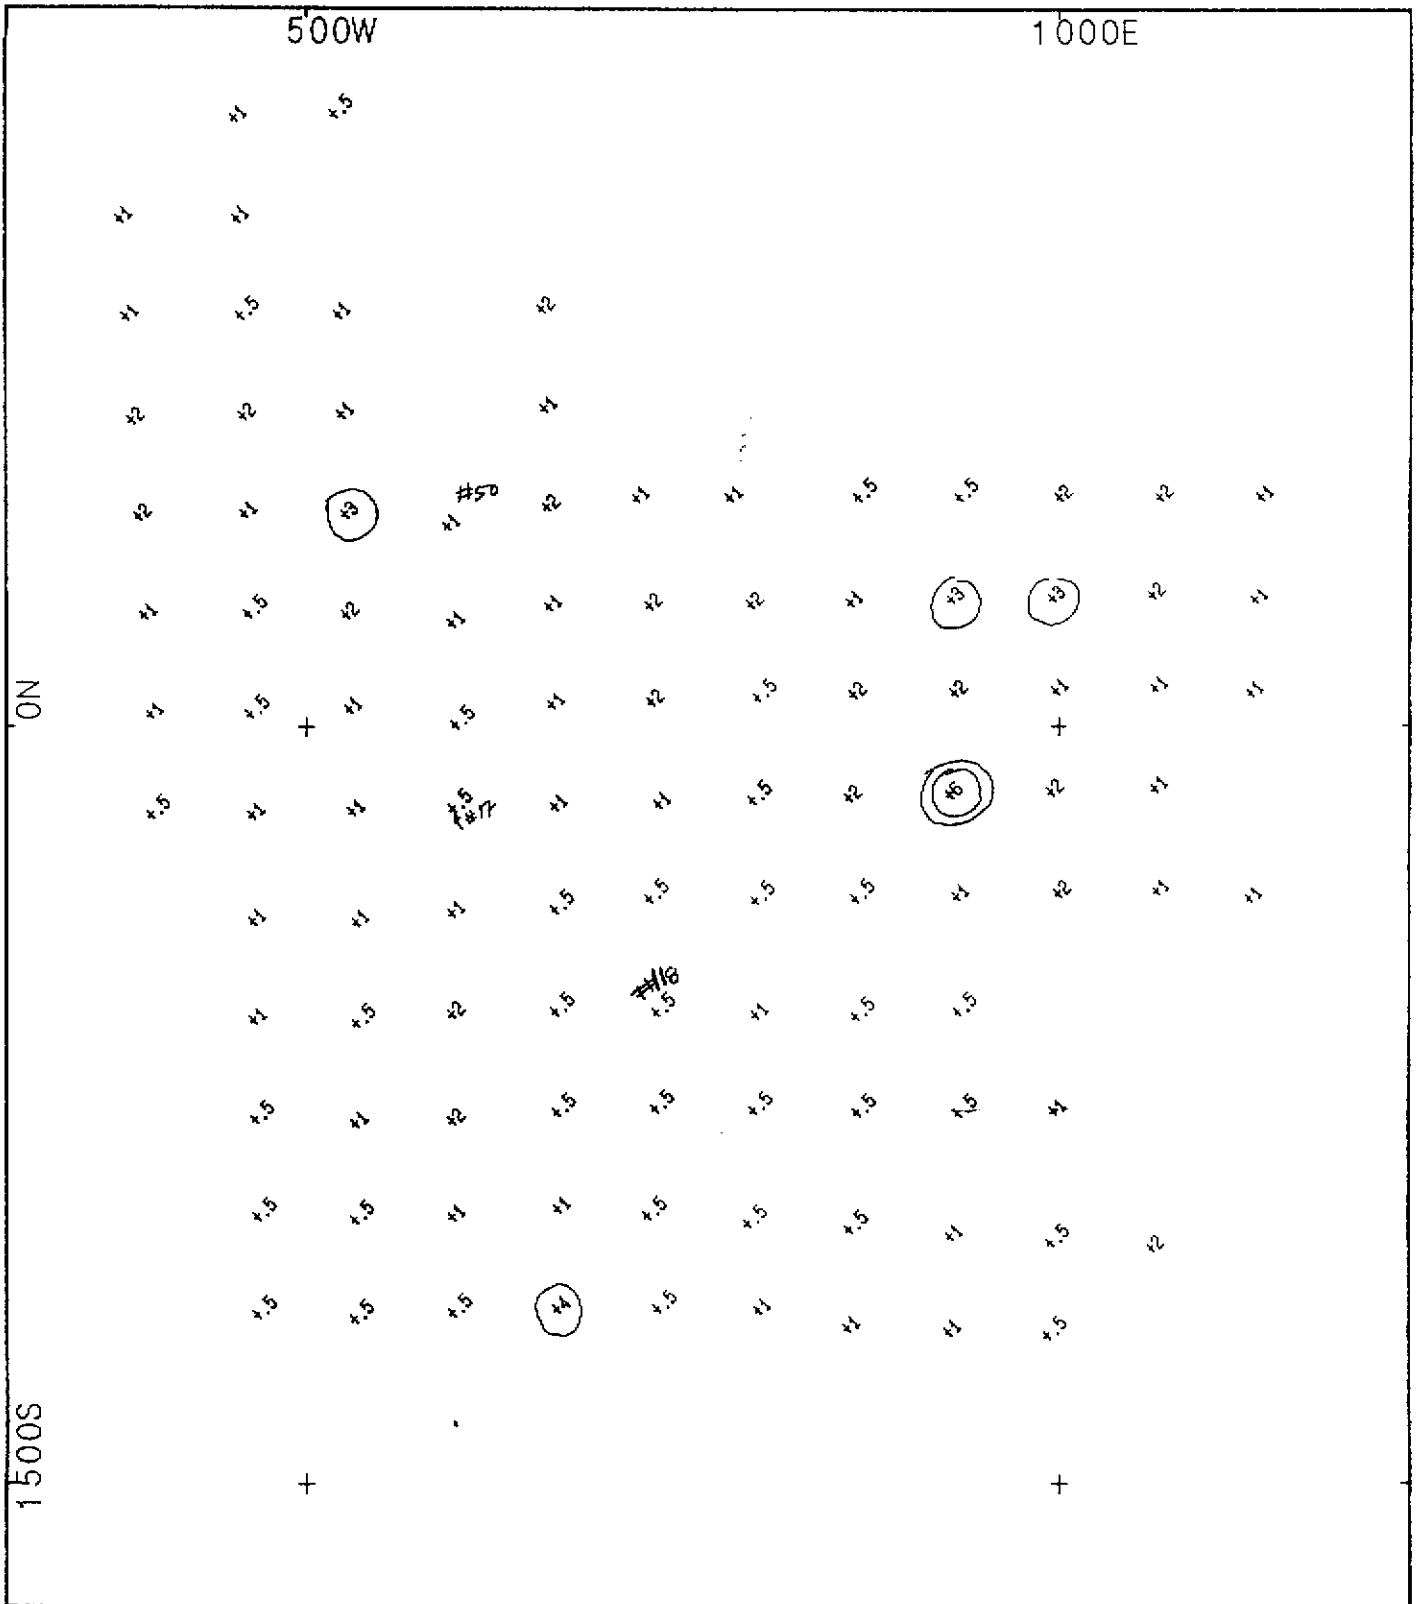 500W 1000E
+1 +.5
+1 +1
+1 +.5 +1 +2
+2 +2 +1 +1
#50
+2 +1 +3 +1 +2 +1 +1 +.5 +.5 +2 +2 +1
+1 +.5 +2 +1 +1 +2 +2 +1 +3 +3 +2 +1
0N
+1 +.5 +1 +.5 +1 +2 +.5 +2 +2 +1 +1 +1
+ +
+.5 +1 +1 +.5 +1 +1 +.5 +2 +6 +2 +1
#17
+1 +1 +1 +.5 +.5 +.5 +.5 +1 +2 +1 +1
#118
+1 +.5 +2 +.5 +.5 +1 +.5 +.5
+.5 +1 +2 +.5 +.5 +.5 +.5 +.5 +1
+.5 +.5 +1 +1 +.5 +.5 +.5 +1 +.5 +2
+.5 +.5 +.5 +4 +.5 +1 +1 +1 +.5
1500S
+ +